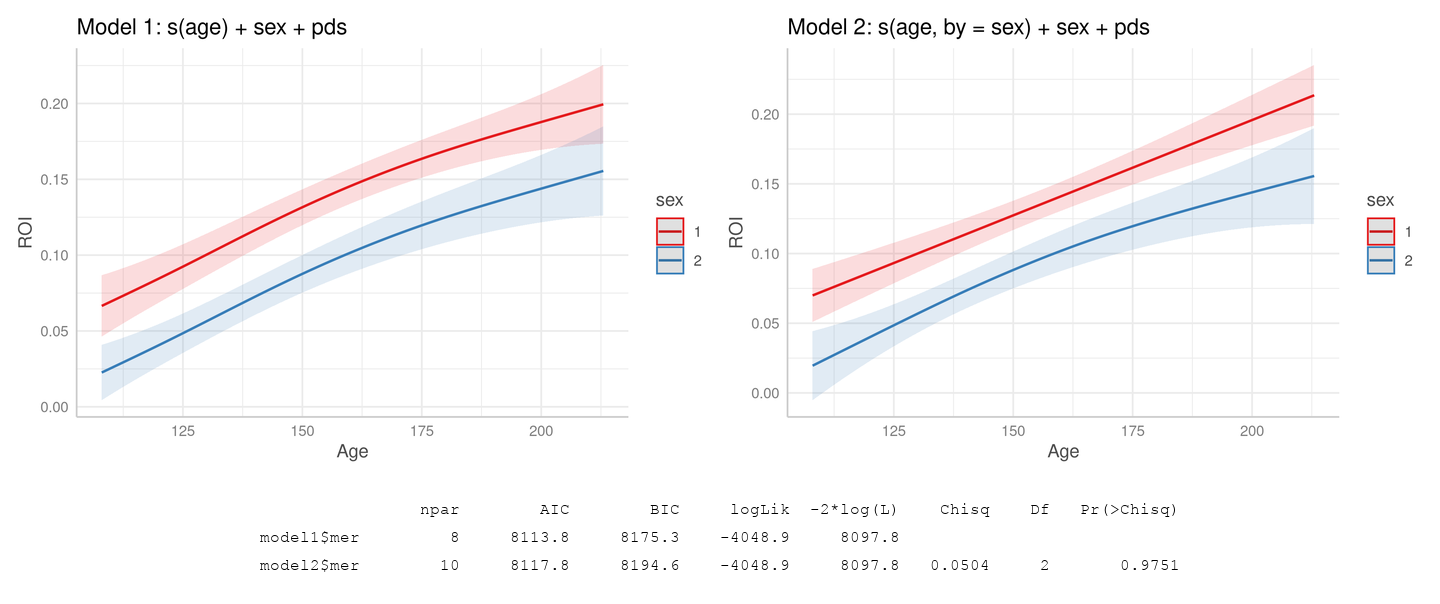 Model 1: s(age) + sex + pds
0.20
0.15
0.10
0.05
0.00
ROI
125 150 175 200
Age
sex
1
2
Model 2: s(age, by = sex) + sex + pds
0.20
0.15
0.10
0.05
0.00
ROI
125 150 175 200
Age
sex
1
2
npar AIC BIC logLik -2*log(L) Chisq Df Pr(>Chisq)
model1$mer 8 8113.8 8175.3 -4048.9 8097.8
model2$mer 10 8117.8 8194.6 -4048.9 8097.8 0.0504 2 0.9751